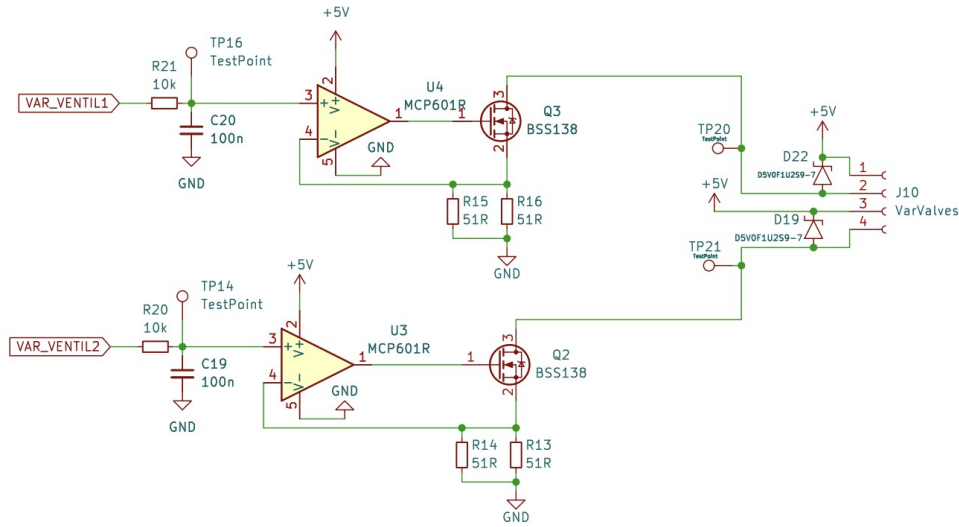 +5V
TP16
TestPoint
R21
10k
VAR_VENTIL1
C20
100n
GND
2
3
+
V+
4
-
V-
5
1
U4
MCP601R
GND
1
3
2
Q3
BSS138
R15
51R
R16
51R
GND
TP20
TestPoint
+5V
D22
D5V0F1U2S9-7
+5V
D19
D5V0F1U2S9-7
TP21
TestPoint
1
2
3
4
J10
VarValves
+5V
TP14
TestPoint
R20
10k
VAR_VENTIL2
C19
100n
GND
2
3
+
V+
4
-
V-
5
1
U3
MCP601R
GND
1
3
2
Q2
BSS138
R14
51R
R13
51R
GND